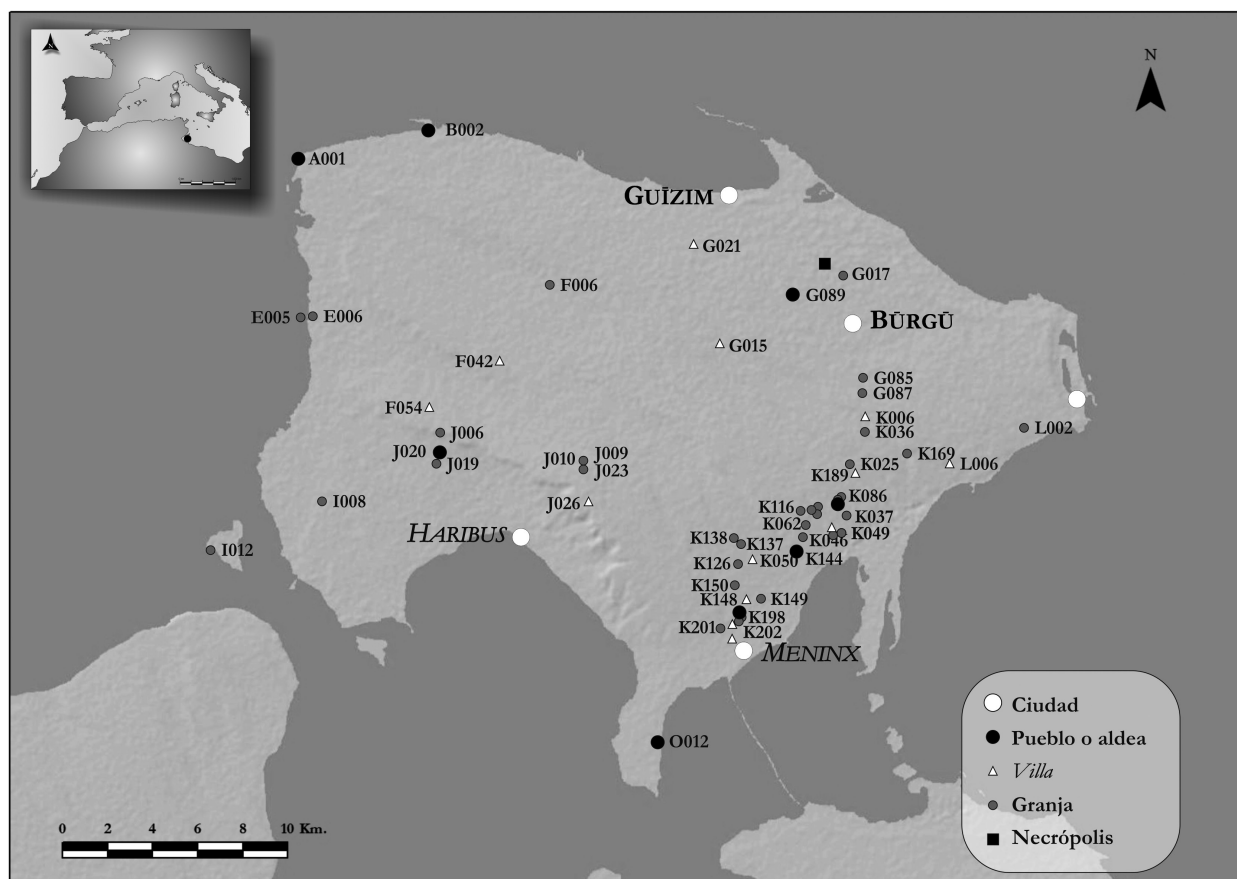 N
B002
A001
GUĪZIM
G021
G017
F006
G089
E005
E006
BŪRGŪ
G015
F042
G085
G087
F054
K006
J006
K036
L002
J020
J009
K169
J010
J019
J023
K025
L006
K189
I008
J026
K086
K116
K037
K062
HARIBUS
K138
K046
K049
K137
I012
K050
K144
K126
K150
K148
K149
K198
K201
K202
MENINX
O012
Ciudad
Pueblo o aldea
Villa
Granja
Necrópolis
0 2 4 6 8 10 Km.